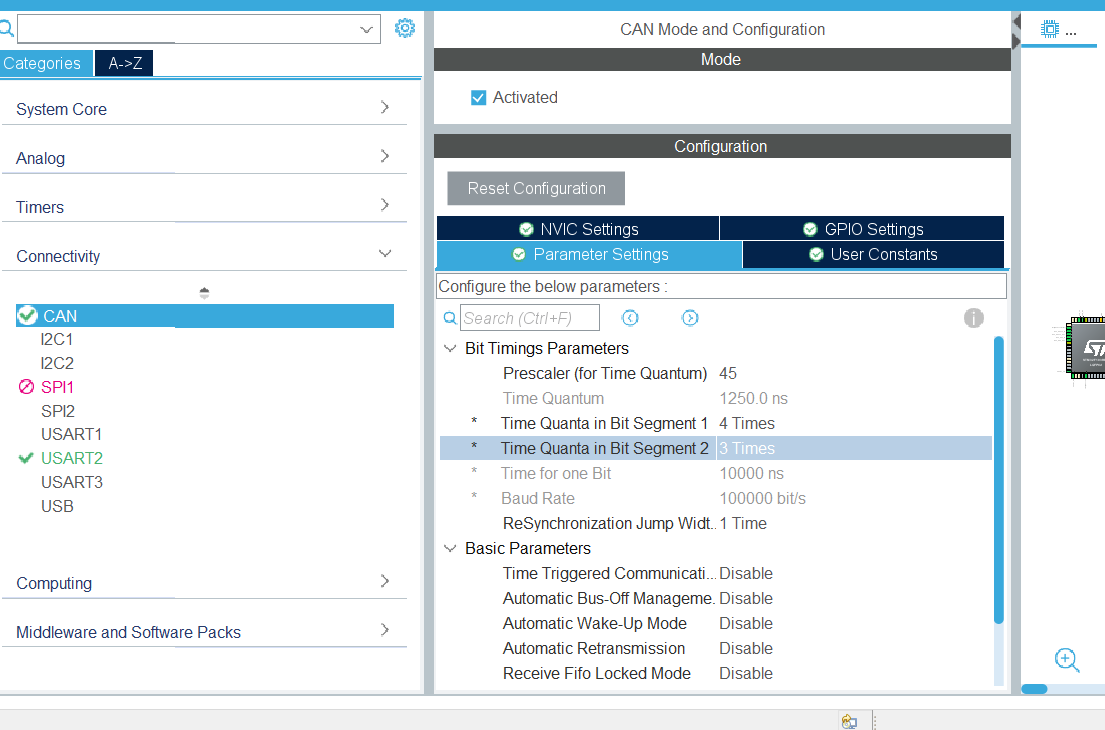 CAN Mode and Configuration
...
Categories
A->Z
Mode
System Core
Activated
Analog
Configuration
Timers
Reset Configuration
Connectivity
NVIC Settings
GPIO Settings
Parameter Settings
User Constants
Configure the below parameters :
CAN
Search (Ctrl+F)
I2C1
I2C2
SPI1
SPI2
USART1
USART2
USART3
USB
Bit Timings Parameters
Prescaler (for Time Quantum) 45
Time Quantum 1250.0 ns
* Time Quanta in Bit Segment 1 4 Times
* Time Quanta in Bit Segment 2 3 Times
* Time for one Bit 10000 ns
* Baud Rate 100000 bit/s
ReSynchronization Jump Widt.. 1 Time
Basic Parameters
Time Triggered Communicati... Disable
Automatic Bus-Off Manageme. Disable
Automatic Wake-Up Mode Disable
Automatic Retransmission Disable
Receive Fifo Locked Mode Disable
Computing
Middleware and Software Packs